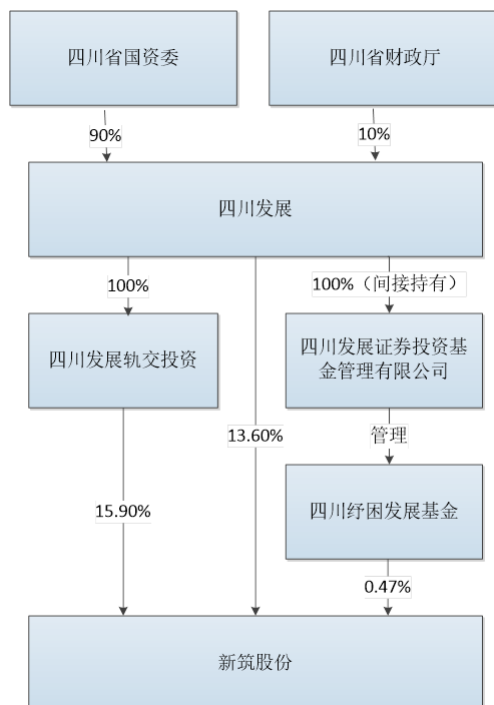 四川省国资委
四川省财政厅
90%
10%
四川发展
100%
100%（间接持有）
四川发展轨交投资
四川发展证券投资基
金管理有限公司
13.60%
管理
15.90%
四川纾困发展基金
0.47%
新筑股份